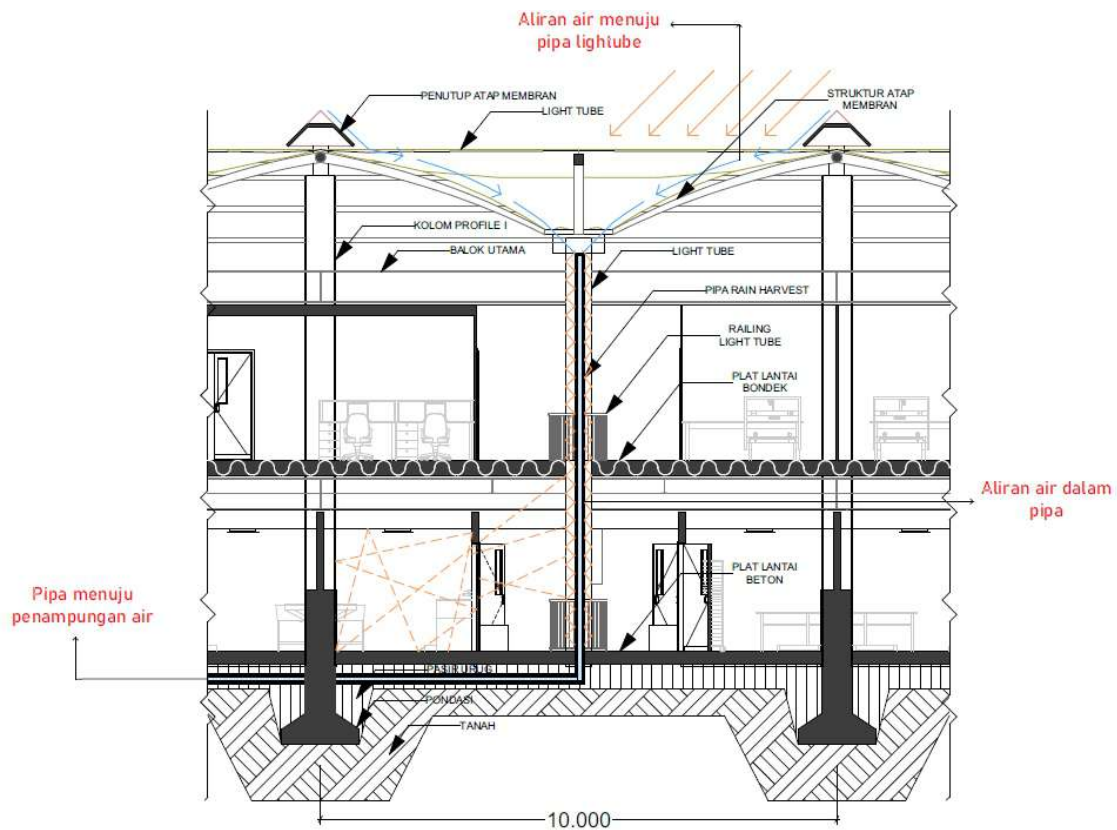 Aliran air menuju
pipa lightube
PENUTUP ATAP MEMBRAN
LIGHT TUBE
STRUKTUR ATAP
MEMBRAN
KOLOM PROFILE I
BALOK UTAMA
LIGHT TUBE
PIPA RAIN HARVEST
RAILING
LIGHT TUBE
PLAT LANTAI
BONDEK
Aliran air dalam
pipa
PLAT LANTAI
BETON
Pipa menuju
penampungan air
PASIR URUG
PONDASI
TANAH
10.000